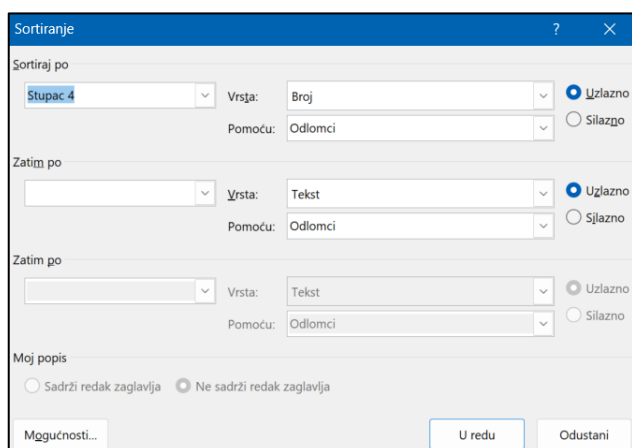 Sortiranje ?
Sortiraj po
Stupac 4 Vrsta: Broj Uzlazno
Pomoću: Odlomci Silazno
Zatim po
Vrsta: Tekst Uzlazno
Pomoću: Odlomci Silazno
Zatim po
Vrsta: Tekst Uzlazno
Pomoću: Odlomci Silazno
Moj popis
Sadrži redak zaglavlja Ne sadrži redak zaglavlja
Mogućnosti... U redu Odustani